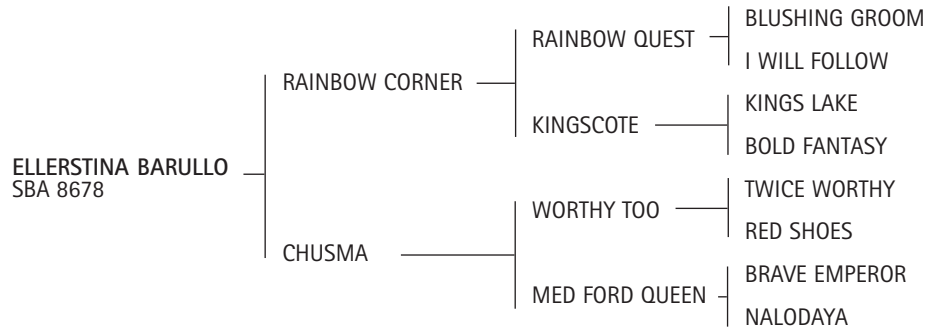 BLUSHING GROOM
RAINBOW QUEST
I WILL FOLLOW
RAINBOW CORNER
KINGS LAKE
KINGSCOTE
BOLD FANTASY
ELLERSTINA BARULLO
SBA 8678
TWICE WORTHY
WORTHY TOO
RED SHOES
CHUSMA
BRAVE EMPEROR
MED FORD QUEEN
NALODAYA